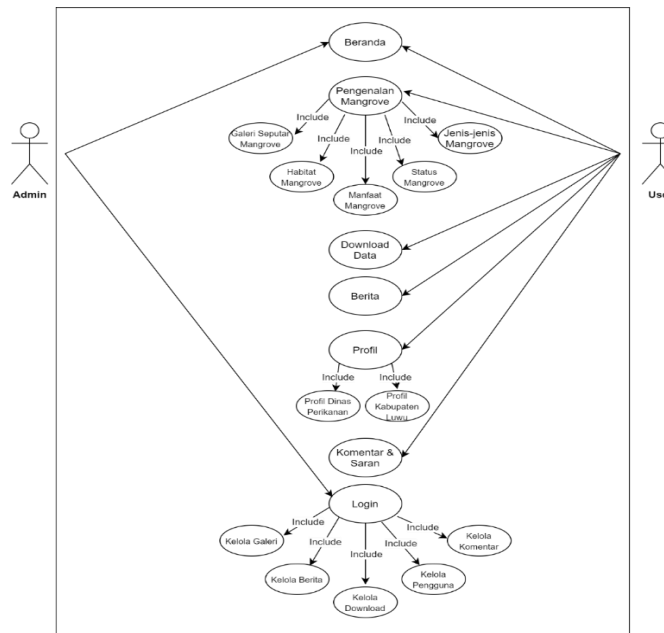 Beranda
Pengenalan
Mangrove
Include
Include
Include
Include
Include
Galeri Seputar
Mangrove
Jenis-jenis
Mangrove
Habitat
Mangrove
Status
Mangrove
Manfaat
Mangrove
Admin
Use
Download
Data
Berita
Profil
Include
Include
Profil Dinas
Perikanan
Profil
Kabupaten
Luwu
Komentar &
Saran
Login
Include
Include
Include
Include
Include
Kelola Galeri
Kelola
Komentar
Kelola Berita
Kelola
Pengguna
Kelola
Download